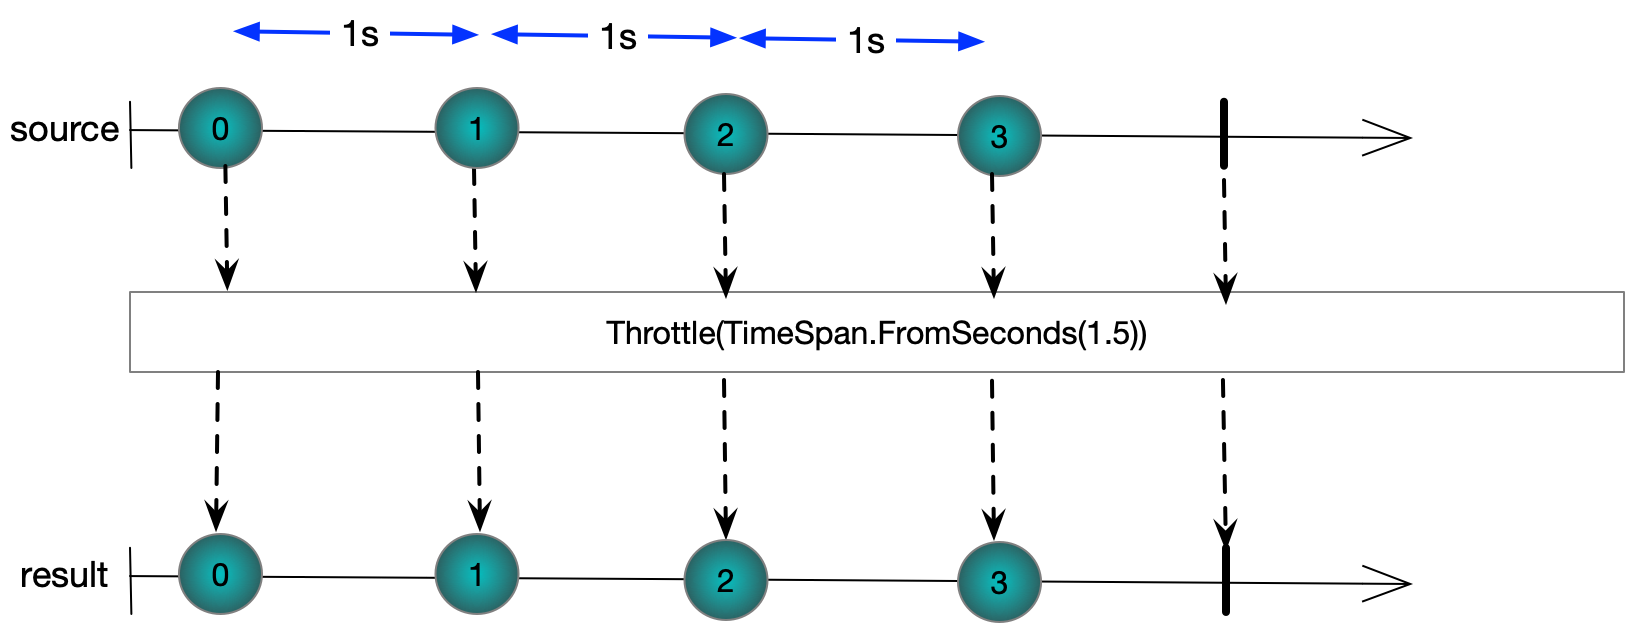 1s 1s 1s
source 0 1 2 3
Throttle(TimeSpan.FromSeconds(1.5))
result 0 1 2 3